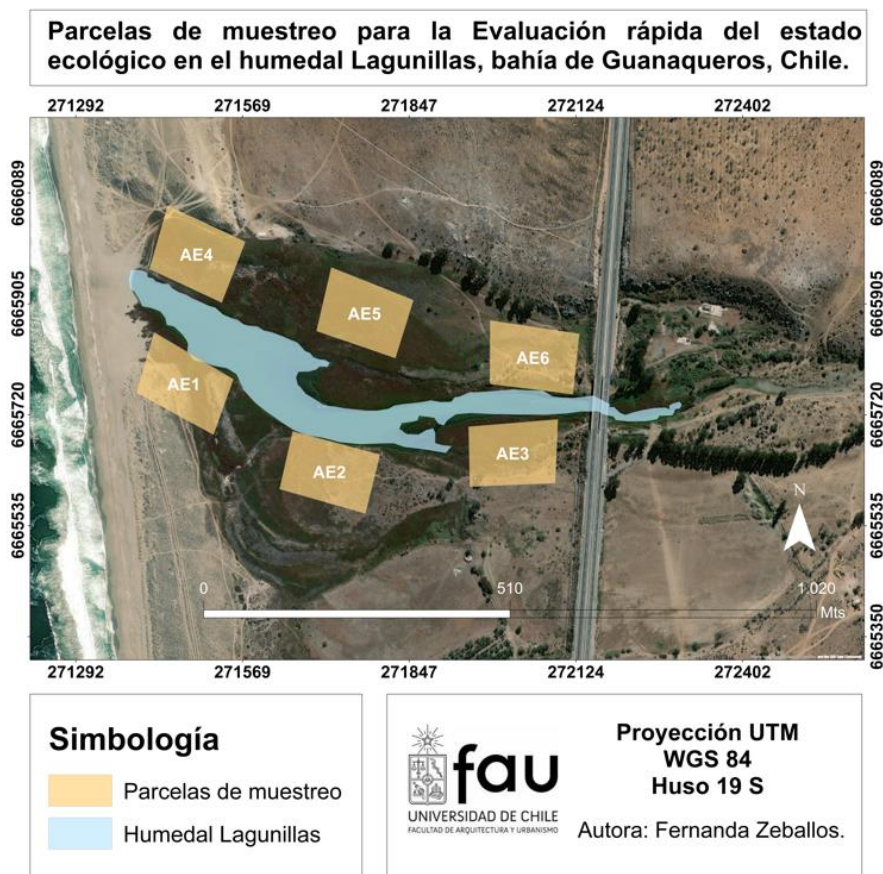 Parcelas de muestreo para la Evaluación rápida del estado
ecológico en el humedal Lagunillas, bahía de Guanaqueros, Chile.
271292 271569 271847 272124 272402
6666089 6666089
AE4
6665905 6665905
AE5
AE6
AE1
6665720 6665720
AE3
AE2
6665535 6665535
N
0 510 1.020
Mts
6665350 6665350
271292 271569 271847 272124 272402
Simbología
Parcelas de muestreo
Humedal Lagunillas
fau
UNIVERSIDAD DE CHILE
FACULTAD DE ARQUITECTURA Y URBANISMO
Proyección UTM
WGS 84
Huso 19 S
Autora: Fernanda Zeballos.